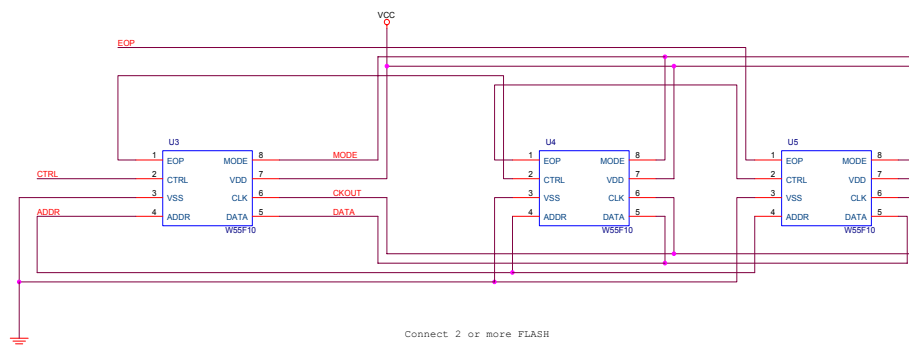 VCC
EOP
U3
U4
U5
1 EOP MODE 8 MODE
2 CTRL VDD 7
3 VSS CLK 6 CKOUT
4 ADDR DATA 5 DATA
W55F10
CTRL
ADDR
1 EOP MODE 8
2 CTRL VDD 7
3 VSS CLK 6
4 ADDR DATA 5
W55F10
1 EOP MODE 8
2 CTRL VDD 7
3 VSS CLK 6
4 ADDR DATA 5
W55F10
Connect 2 or more FLASH